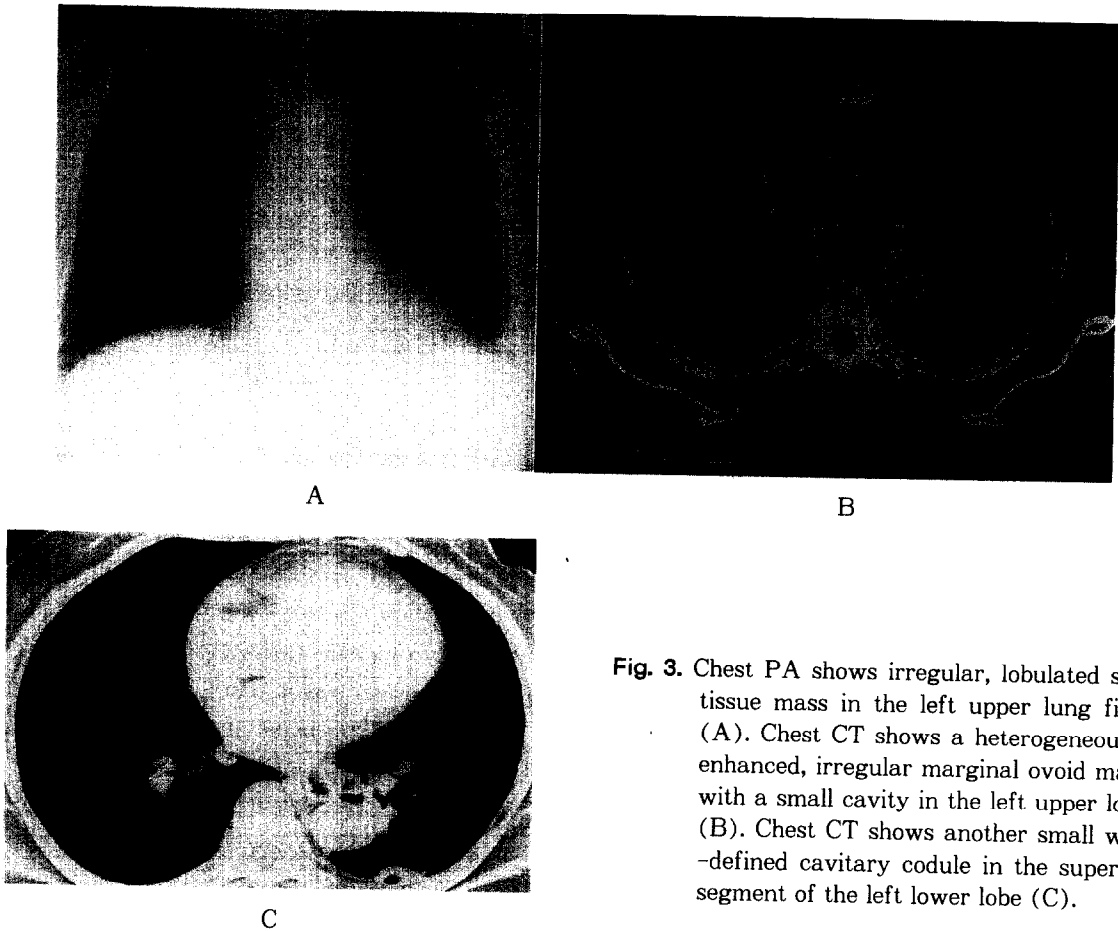 A
B
C
Fig. 3. Chest PA shows irregular, lobulated s
tissue mass in the left upper lung fi
(A). Chest CT shows a heterogeneou
enhanced, irregular marginal ovoid ma
with a small cavity in the left upper lo
(B). Chest CT shows another small w
-defined cavitary codule in the super
segment of the left lower lobe (C).